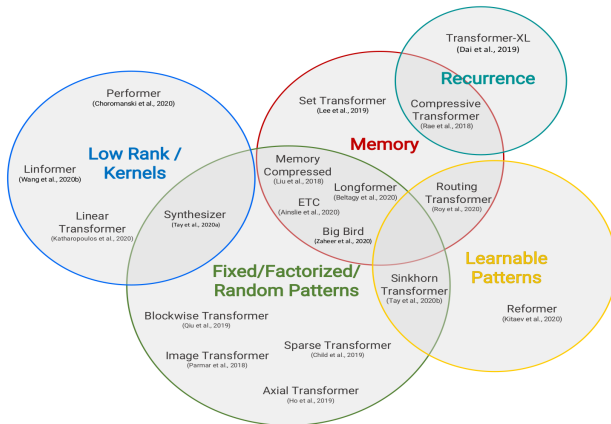 Transformer-XL
(Dai et al., 2019)
Recurrence
Performer
(Choromanski et al., 2020)
Set Transformer
(Lee et al., 2019)
Compressive
Transformer
(Rae et al., 2018)
Memory
Low Rank /
Kernels
Linformer
(Wang et al., 2020b)
Memory
Compressed
(Liu et al., 2018)
Longformer
(Beltagy et al., 2020)
Routing
Transformer
(Roy et al., 2020)
ETC
(Ainslie et al., 2020)
Linear
Transformer
(Katharopoulos et al., 2020)
Synthesizer
(Tay et al., 2020a)
Big Bird
(Zaheer et al., 2020)
Learnable
Patterns
Fixed/Factorized/
Random Patterns
Sinkhorn
Transformer
(Tay et al., 2020b)
Reformer
(Kitaev et al., 2020)
Blockwise Transformer
(Qiu et al., 2019)
Sparse Transformer
(Child et al., 2019)
Image Transformer
(Parmar et al., 2018)
Axial Transformer
(Ho et al., 2019)